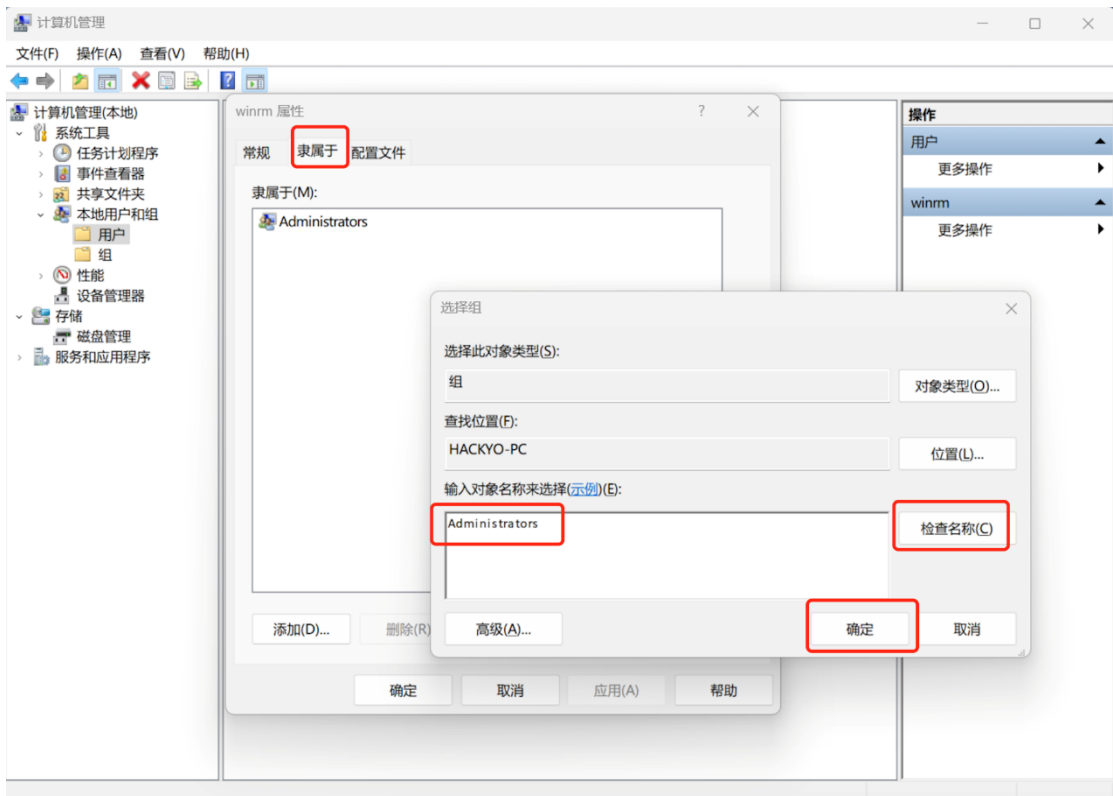 计算机管理
文件(F) 操作(A) 查看(V) 帮助(H)
计算机管理(本地)
系统工具
任务计划程序
事件查看器
共享文件夹
本地用户和组
用户
组
性能
设备管理器
存储
磁盘管理
服务和应用程序
winrm 属性
常规 隶属于 配置文件
隶属于(M):
Administrators
添加(D)... 删除(R)
确定 取消 应用(A) 帮助
选择组
选择此对象类型(S):
组 对象类型(O)...
查找位置(F):
HACKYO-PC 位置(L)...
输入对象名称来选择(示例)(E):
Administrators 检查名称(C)
高级(A)... 确定 取消
操作
用户
更多操作
winrm
更多操作